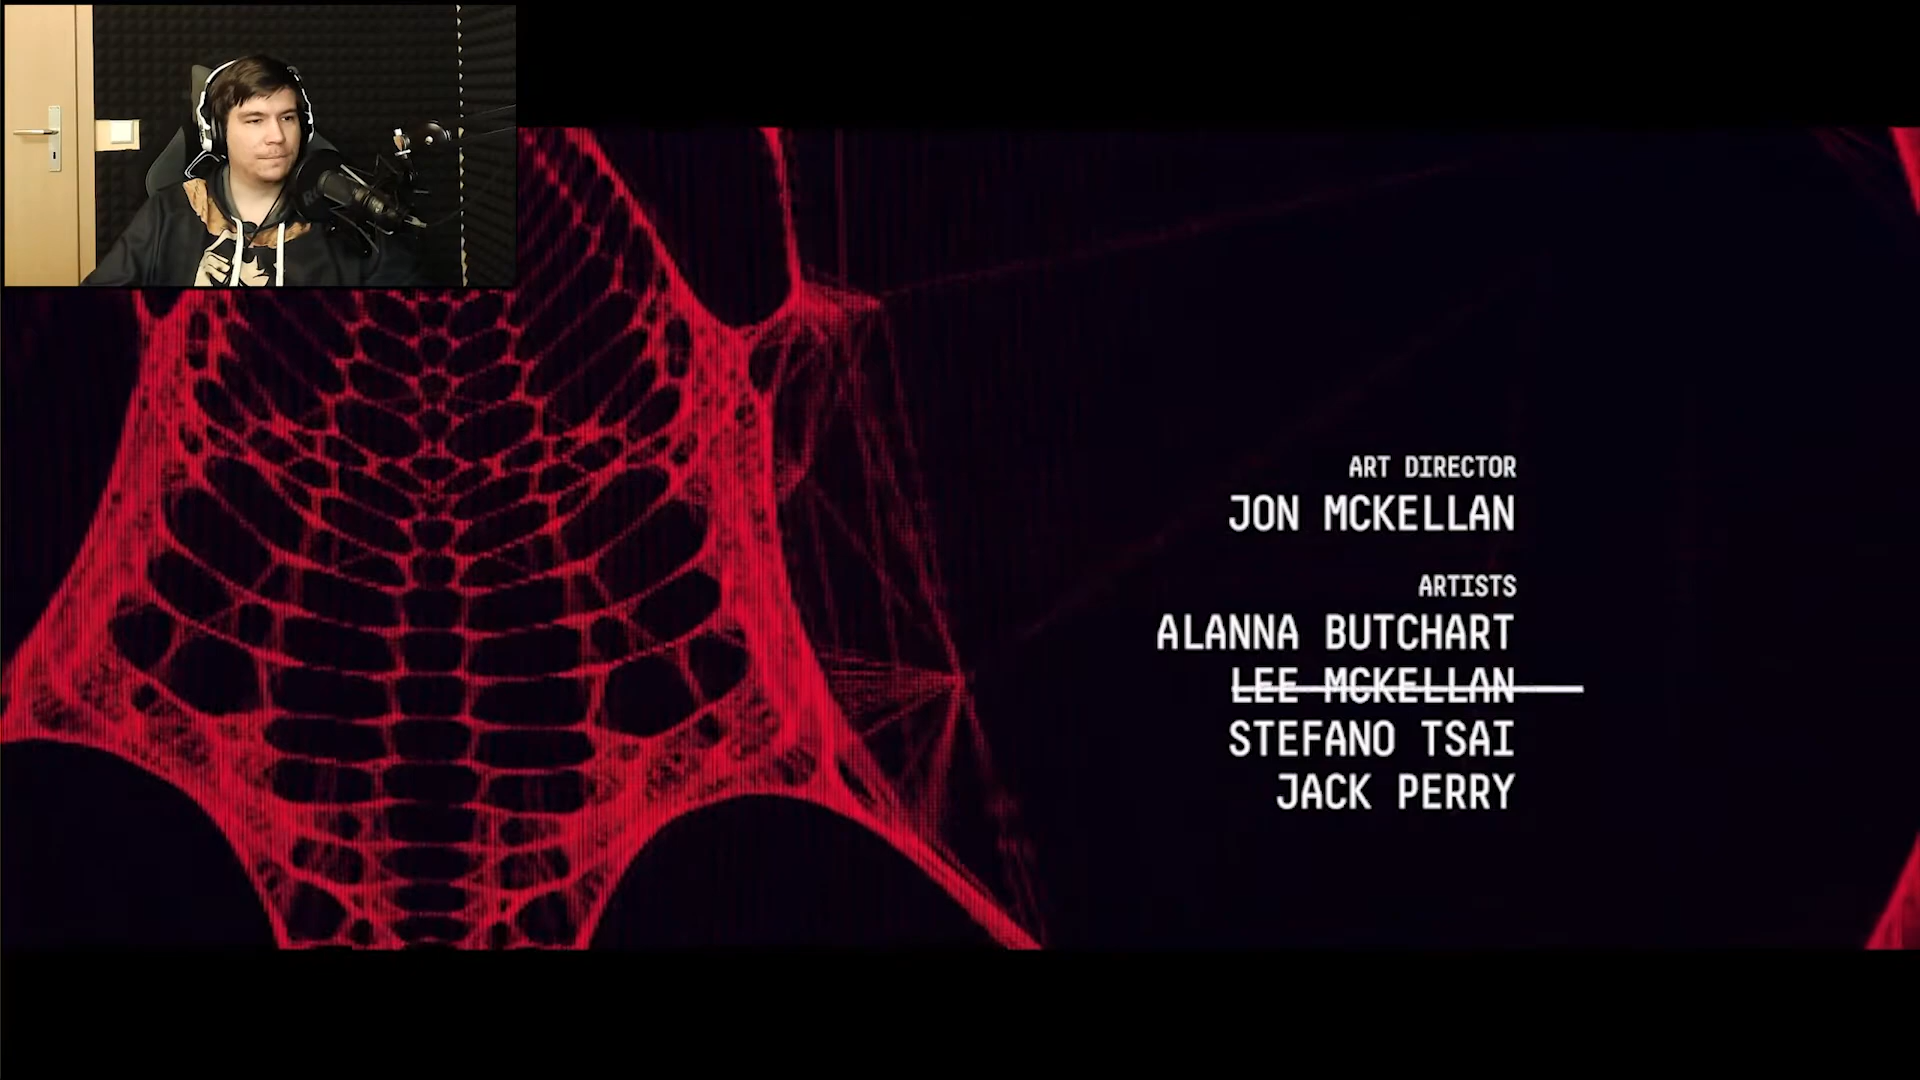 ART DIRECTOR
JON MCKELLAN
ARTISTS
ALANNA BUTCHART
LEE MCKELLAN
STEFANO TSAI
JACK PERRY